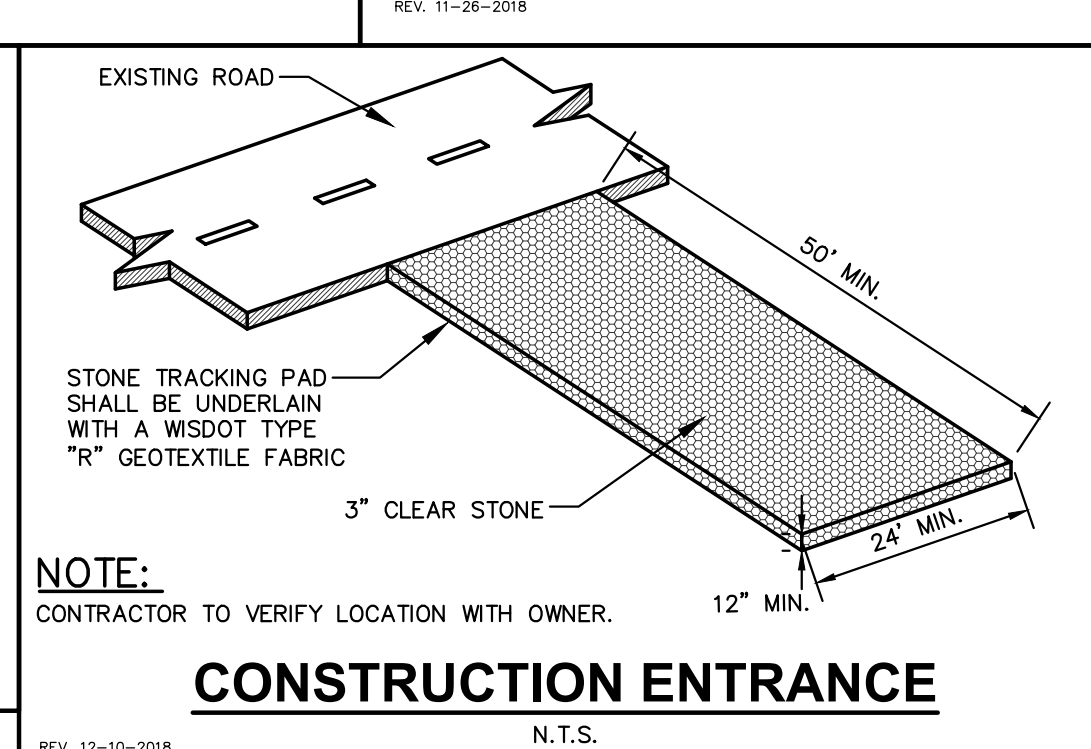 REV. 11-26-2018
EXISTING ROAD
50' MIN.
STONE TRACKING PAD
SHALL BE UNDERLAIN
WITH A WISDOT TYPE
"R" GEOTEXTILE FABRIC
3" CLEAR STONE
24' MIN.
12" MIN.
NOTE:
CONTRACTOR TO VERIFY LOCATION WITH OWNER.
CONSTRUCTION ENTRANCE
N.T.S.
REV. 12-10-2018